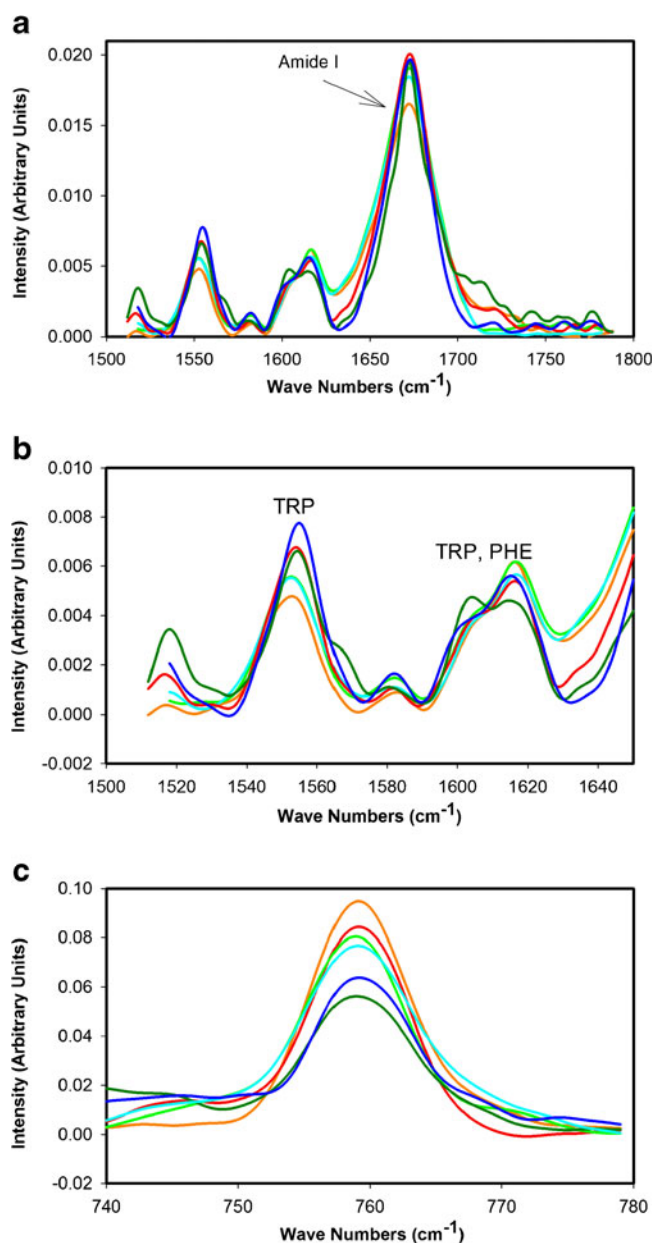 a
0.020
Amide I
0.015
0.010
0.005
0.000
Intensity (Arbitrary Units)
1500 1550 1600 1650 1700 1750 1800
Wave Numbers (cm⁻¹)
b
0.010
0.008
TRP
TRP, PHE
0.006
0.004
0.002
0.000
-0.002
Intensity (Arbitrary Units)
1500 1520 1540 1560 1580 1600 1620 1640
Wave Numbers (cm⁻¹)
c
0.10
0.08
0.06
0.04
0.02
0.00
-0.02
Intensity (Arbitrary Units)
740 750 760 770 780
Wave Numbers (cm⁻¹)